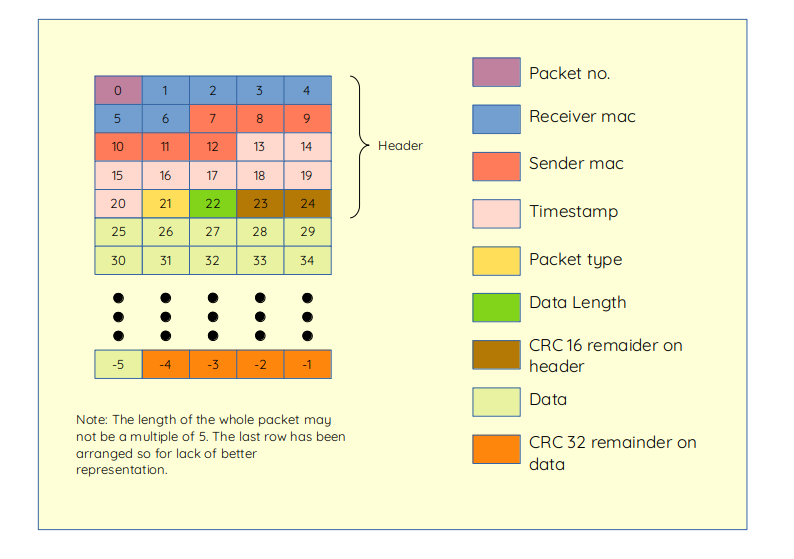 0 1 2 3 4
5 6 7 8 9
10 11 12 13 14
15 16 17 18 19
20 21 22 23 24
25 26 27 28 29
30 31 32 33 34
-5 -4 -3 -2 -1
Header
Note: The length of the whole packet may
not be a multiple of 5. The last row has been
arranged so for lack of better
representation.
Packet no.
Receiver mac
Sender mac
Timestamp
Packet type
Data Length
CRC 16 remaider on
header
Data
CRC 32 remainder on
data